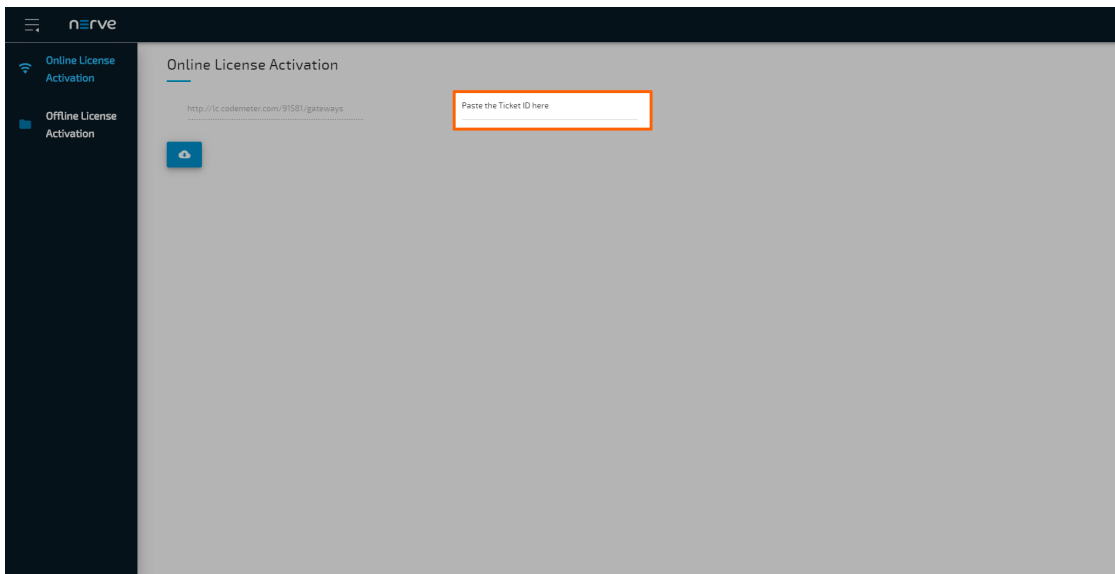 nerve
Online License
Activation
Offline License
Activation
Online License Activation
http://lc.codemeter.com/91581/gateways
Paste the Ticket ID here